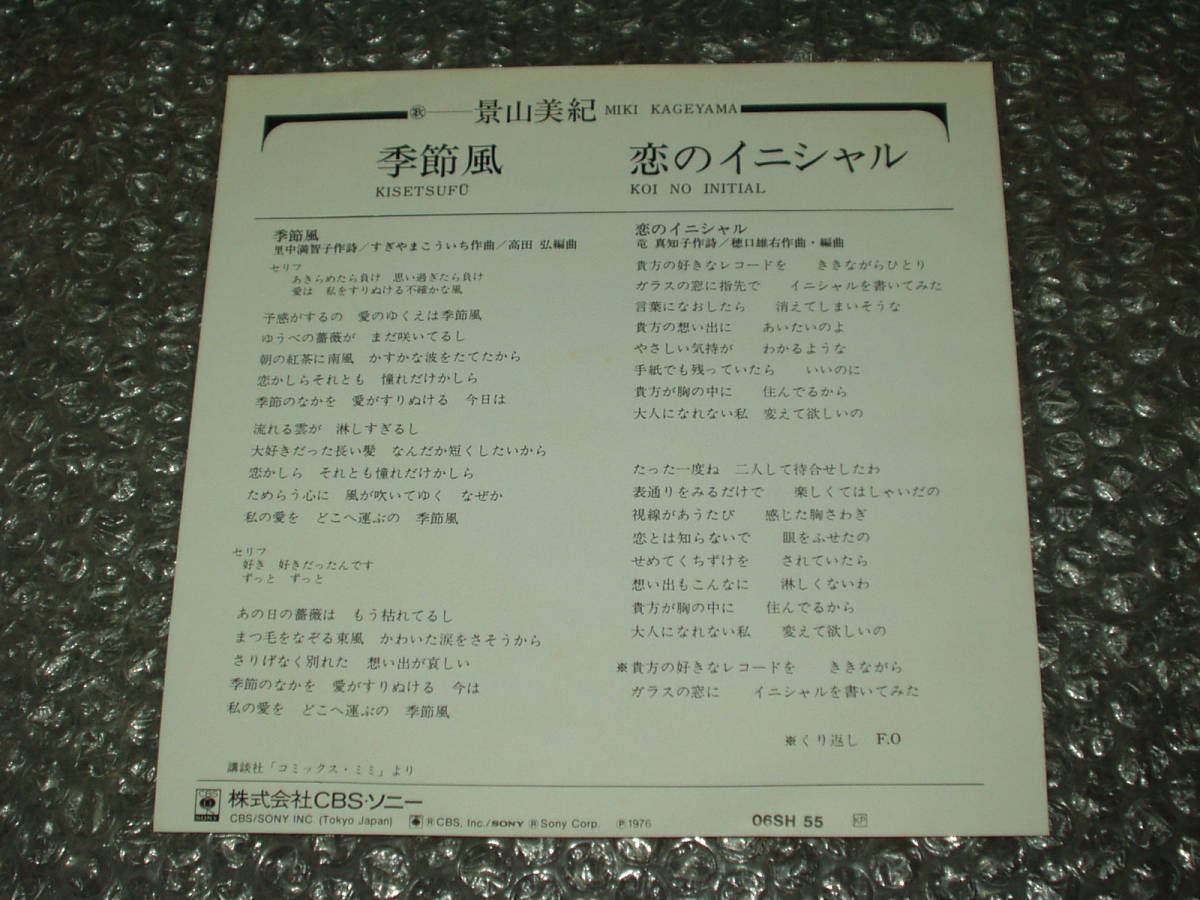 歌 景山美紀 MIKI KAGEYAMA
季節風
KISETSUFŪ
恋のイニシャル
KOI NO INITIAL
季節風
里中満智子作詩/すぎやまこういち作曲/高田 弘編曲
セリフ
あきらめたら負け 思い過ぎたら負け
愛は 私をすりぬける不確かな風
予感がするの 愛のゆくえは季節風
ゆうべの薔薇が まだ咲いてるし
朝の紅茶に南風 かすかな波をたてたから
恋かしらそれとも 憧れだけかしら
季節のなかを 愛がすりぬける 今日は
流れる雲が 淋しすぎるし
大好きだった長い髪 なんだか短くしたいから
恋かしら それとも憧れだけかしら
ためらう心に 風が吹いてゆく なぜか
私の愛を どこへ運ぶの 季節風
セリフ
好き 好きだったんです
ずっと ずっと
あの日の薔薇は もう枯れてるし
まつ毛をなぞる東風 かわいた涙をさそうから
さりげなく別れた 想い出が哀しい
季節のなかを 愛がすりぬける 今は
私の愛を どこへ運ぶの 季節風
講談社「コミックス・ミミ」より
恋のイニシャル
竜 真知子作詩/穂口雄右作曲・編曲
貴方の好きなレコードを ききながらひとり
ガラスの窓に指先で イニシャルを書いてみた
言葉になおしたら 消えてしまいそうな
貴方の想い出に あいたいのよ
やさしい気持が わかるような
手紙でも残っていたら いいのに
貴方が胸の中に 住んでるから
大人になれない私 変えて欲しいの
たった一度ね 二人して待合せしたわ
表通りをみるだけで 楽しくてはしゃいだの
視線があうたび 感じた胸さわぎ
恋とは知らないで 眼をふせたの
せめてくちずけを されていたら
想い出もこんなに 淋しくないわ
貴方が胸の中に 住んでるから
大人になれない私 変えて欲しいの
※貴方の好きなレコードを ききながら
ガラスの窓に イニシャルを書いてみた
※くり返し F.O
CBS SONY 株式会社CBS・ソニー
CBS/SONY INC. (Tokyo Japan) ®CBS, Inc./SONY ®Sony Corp. ℗1976 06SH 55 KP